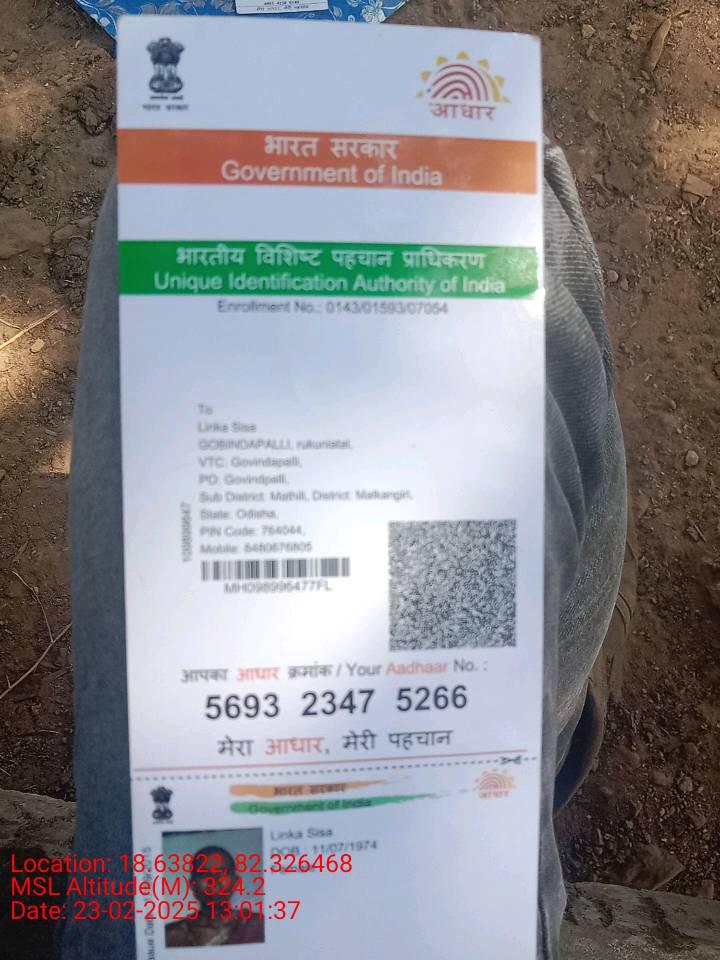 भारत सरकार
आधार
भारत सरकार
Government of India
भारतीय विशिष्ट पहचान प्राधिकरण
Unique Identification Authority of India
Enrollment No.: 0143/01593/07054
To
Linka Sisa
GOBINDAPALLI, rukuniatal,
VTC: Govindapalli,
PO: Govindpalli,
Sub District: Mathili, District: Malkangiri,
State: Odisha,
PIN Code: 764044,
Mobile: 8480676805
MH098996477FL
आपका आधार क्रमांक / Your Aadhaar No. :
5693 2347 5266
मेरा आधार, मेरी पहचान
भारत सरकार
Government of India
आधार
Linka Sisa
DOB : 11/07/1974
Location: 18.63822, 82.326468
MSL Altitude(M): 324.2
Date: 23-02-2025 13:01:37